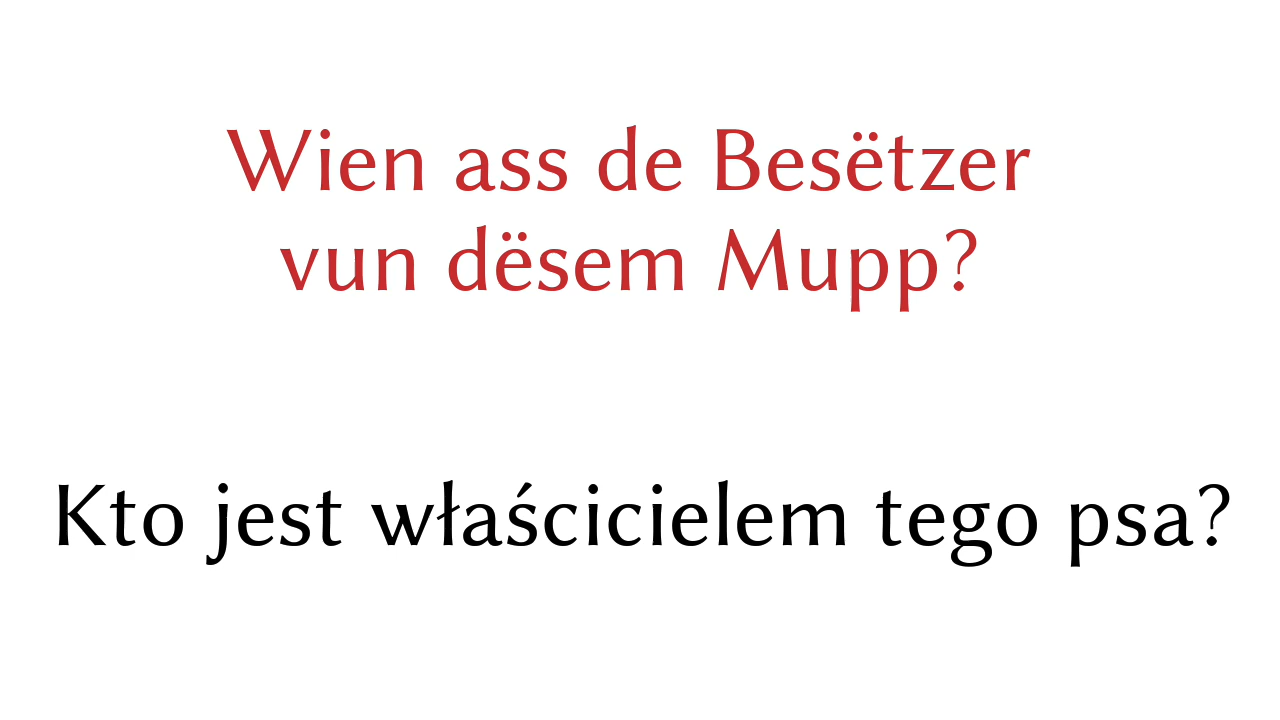 Wien ass de Besëtzer
vun dësem Mupp?
Kto jest właścicielem tego psa?